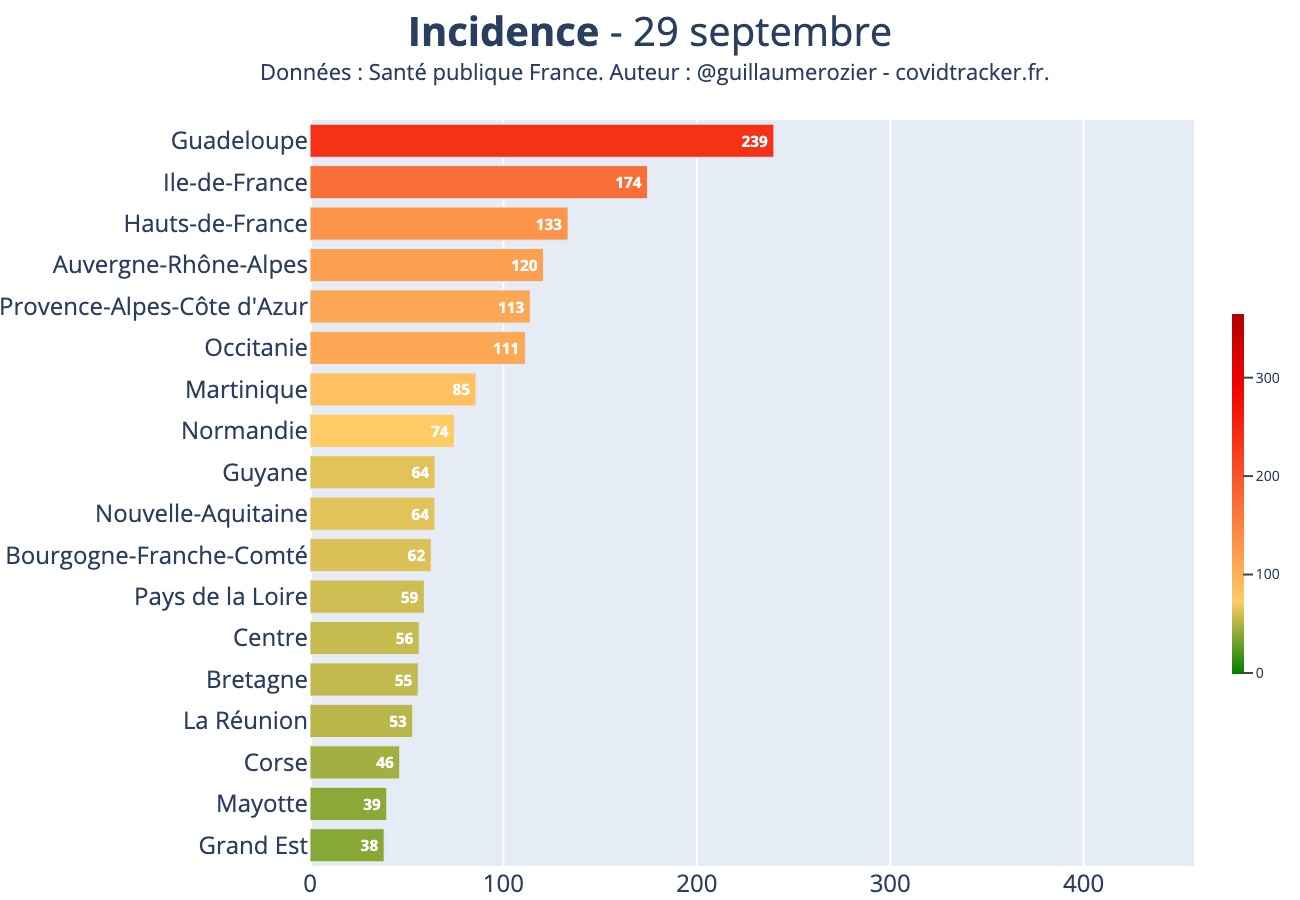 Incidence - 29 septembre
Données : Santé publique France. Auteur : @guillaumerozier - covidtracker.fr.
Guadeloupe 239
Ile-de-France 174
Hauts-de-France 133
Auvergne-Rhône-Alpes 120
Provence-Alpes-Côte d'Azur 113
Occitanie 111
Martinique 85
Normandie 74
Guyane 64
Nouvelle-Aquitaine 64
Bourgogne-Franche-Comté 62
Pays de la Loire 59
Centre 56
Bretagne 55
La Réunion 53
Corse 46
Mayotte 39
Grand Est 38
0 100 200 300 400
300
200
100
0